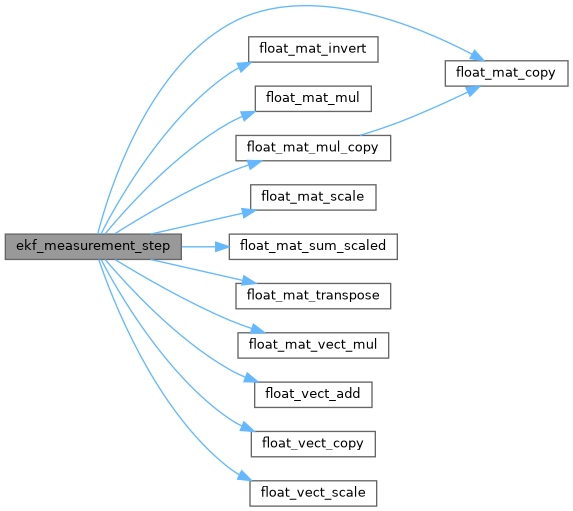 ekf_measurement_step
float_mat_invert
float_mat_mul
float_mat_mul_copy
float_mat_scale
float_mat_sum_scaled
float_mat_transpose
float_mat_vect_mul
float_vect_add
float_vect_copy
float_vect_scale
float_mat_copy